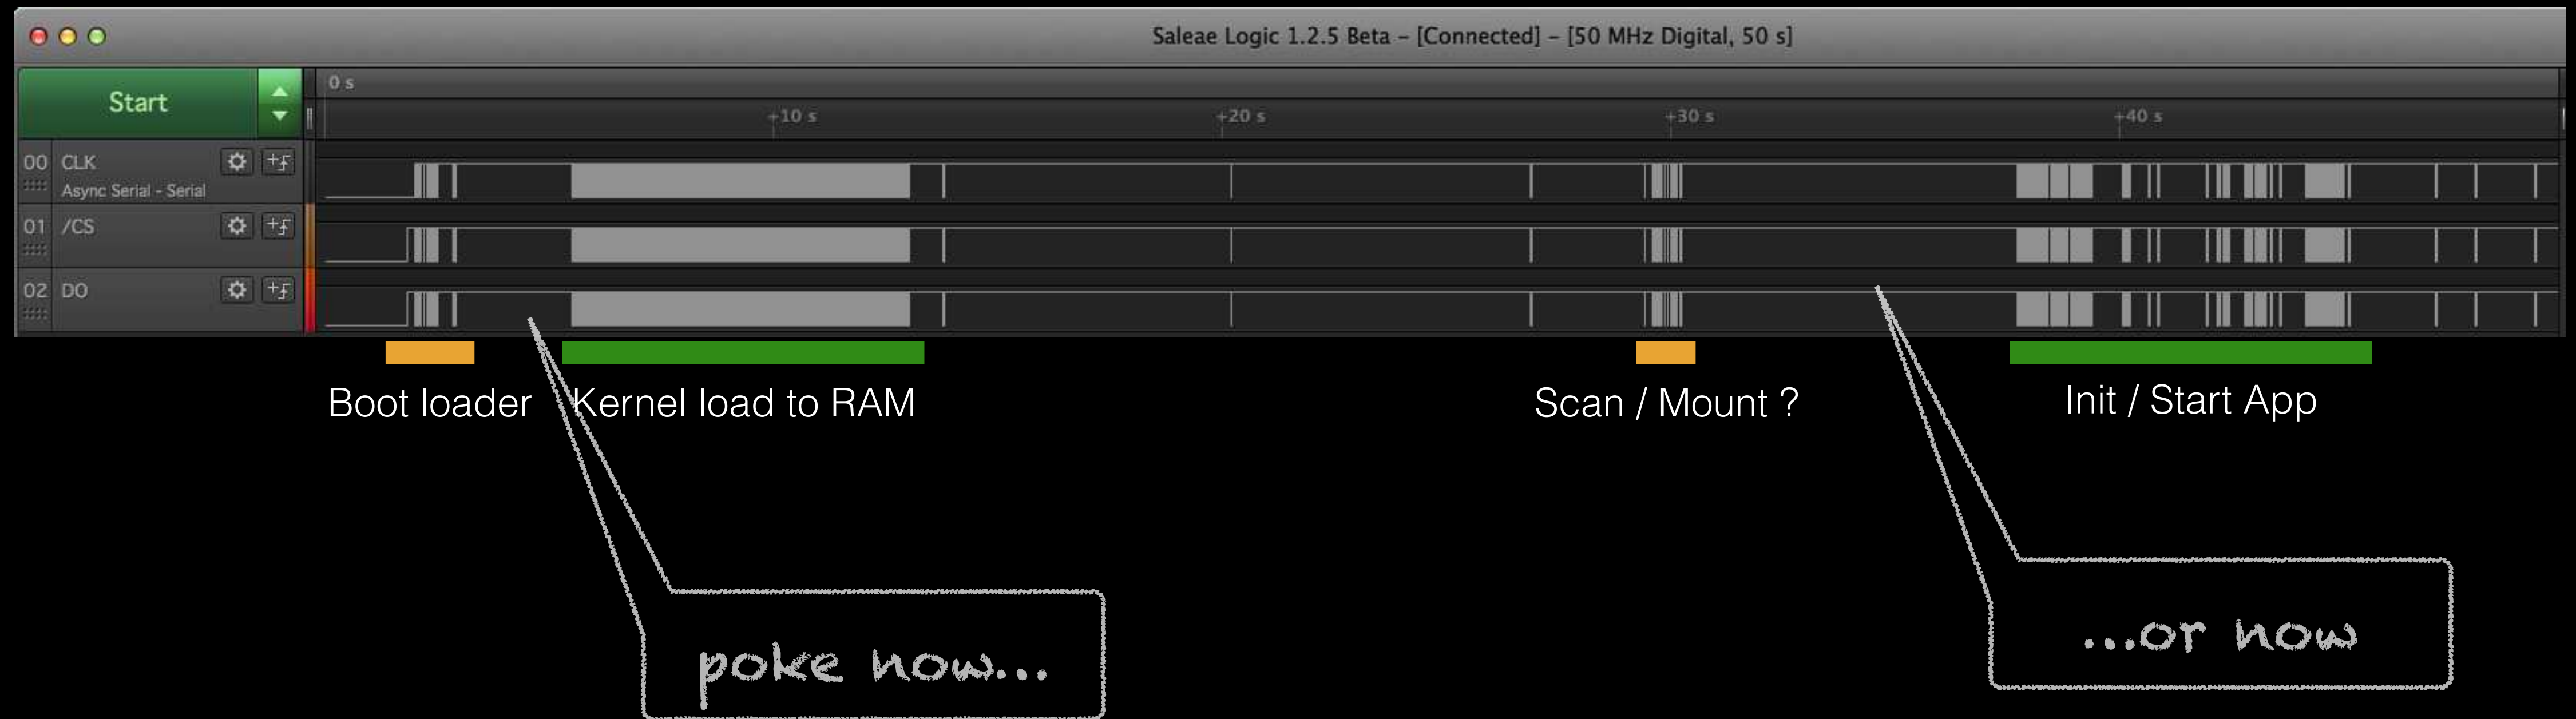 Saleae Logic 1.2.5 Beta – [Connected] – [50 MHz Digital, 50 s]
Start
0 s
+10 s +20 s +30 s +40 s
00 CLK
Async Serial - Serial
01 /CS
02 DO
Boot loader Kernel load to RAM Scan / Mount ? Init / Start App
poke now...
...or now